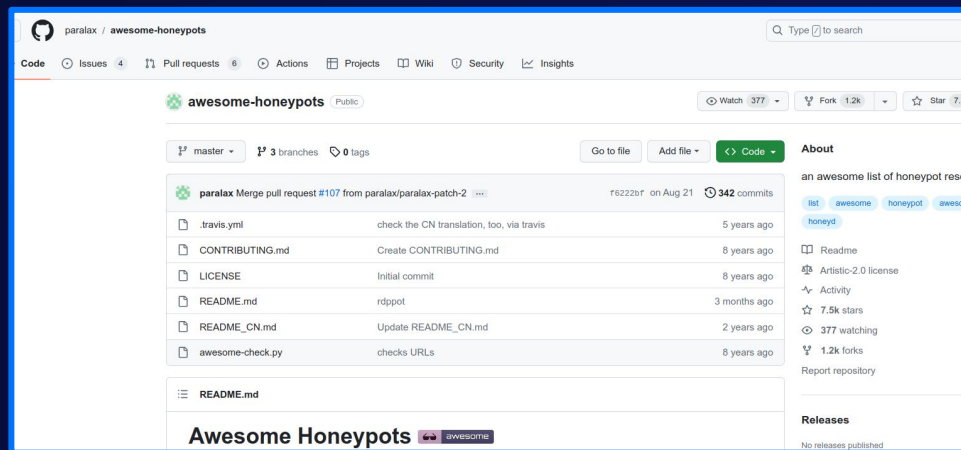 paralax / awesome-honeypots
Type / to search
Code Issues 4 Pull requests 6 Actions Projects Wiki Security Insights
awesome-honeypots Public
Watch 377 Fork 1.2k Star
master 3 branches 0 tags Go to file Add file Code
About
an awesome list of honeypot
paralax Merge pull request #107 from paralax/paralax-patch-2 ... f6222bf on Aug 21 342 commits
list awesome honeypot
honeyd
.travis.yml check the CN translation, too, via travis 5 years ago
CONTRIBUTING.md Create CONTRIBUTING.md 8 years ago
LICENSE Initial commit 8 years ago
README.md rdppot 3 months ago
README_CN.md Update README_CN.md 2 years ago
awesome-check.py checks URLs 8 years ago
Readme
Artistic-2.0 license
Activity
7.5k stars
377 watching
1.2k forks
Report repository
README.md
Awesome Honeypots awesome
Releases
No releases published